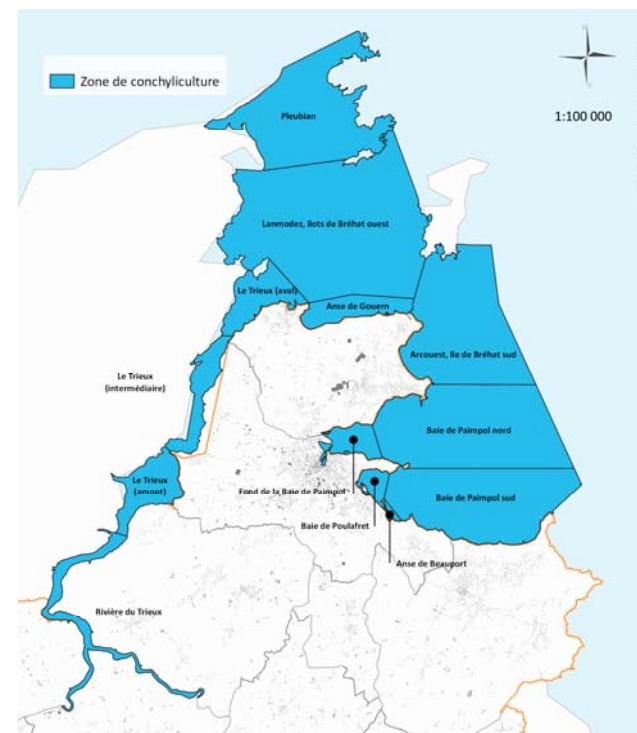 Zone de conchyliculture
1:100 000
Pleubian
Lanmodez, Ilots de Bréhat ouest
Le Trieux (aval)
Anse de Gouern
Arcouest, Ile de Bréhat sud
Le Trieux
(intermédiaire)
Baie de Paimpol nord
Le Trieux
(amont)
Fond de la Baie de Paimpol
Baie de Paimpol sud
Baie de Poulafret
Anse de Beauport
Rivière du Trieux